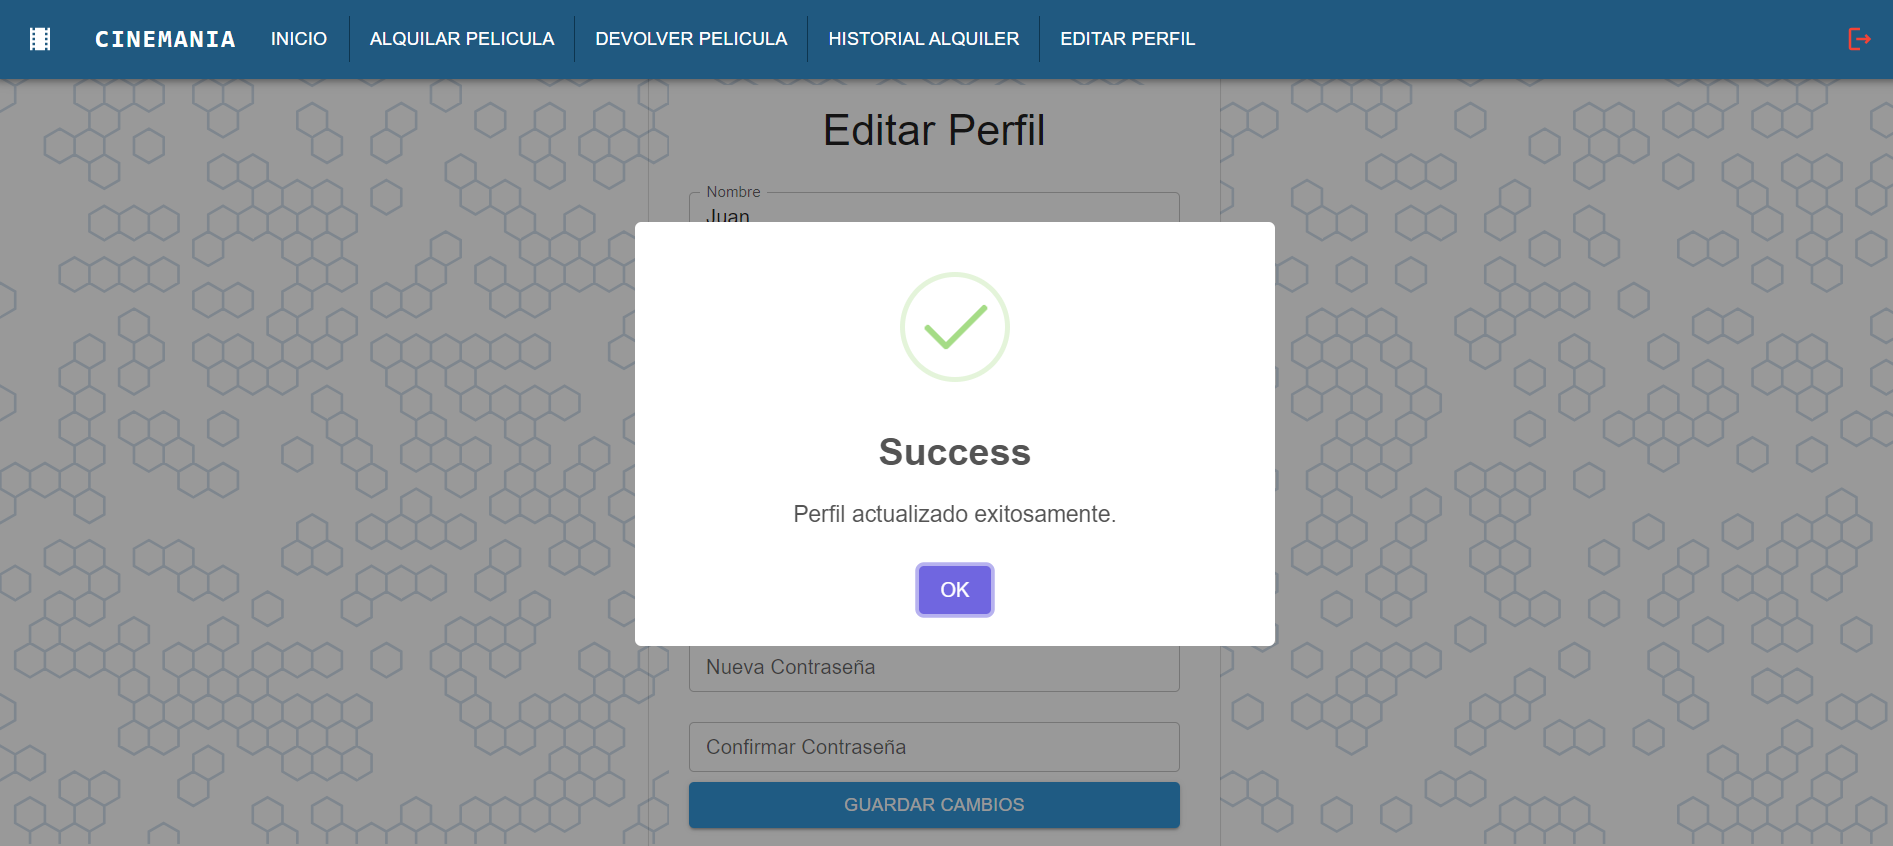 CINEMANIA INICIO ALQUILAR PELICULA DEVOLVER PELICULA HISTORIAL ALQUILER EDITAR PERFIL
Editar Perfil
Nombre
Juan
Success
Perfil actualizado exitosamente.
OK
Nueva Contraseña
Confirmar Contraseña
GUARDAR CAMBIOS